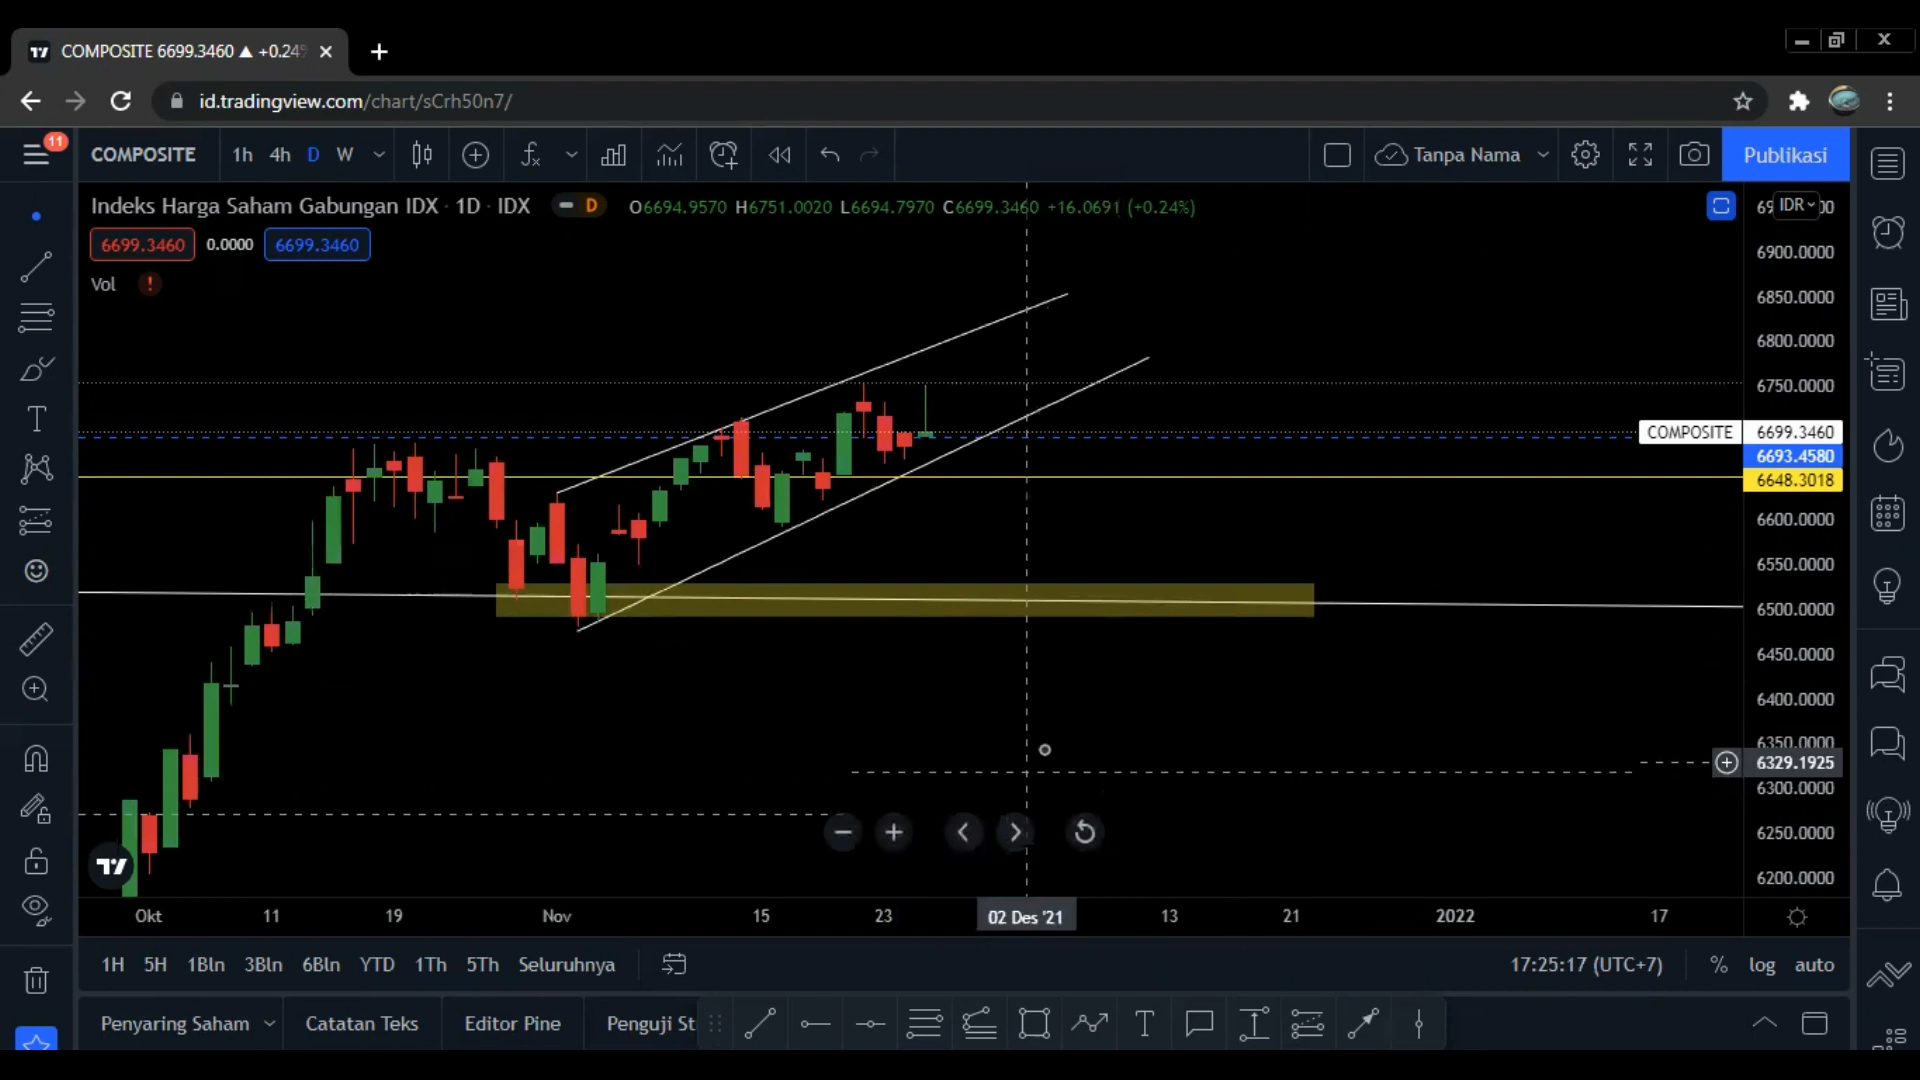 COMPOSITE 6699.3460 ▲ +0.24%
id.tradingview.com/chart/sCrh50n7/
11
COMPOSITE 1h 4h D W Tanpa Nama Publikasi
Indeks Harga Saham Gabungan IDX · 1D · IDX D O6694.9570 H6751.0020 L6694.7970 C6699.3460 +16.0691 (+0.24%)
IDR
6699.3460 0.0000 6699.3460
Vol !
6900.0000
6850.0000
6800.0000
6750.0000
COMPOSITE 6699.3460
6693.4580
6648.3018
6600.0000
6550.0000
6500.0000
6450.0000
6400.0000
6350.0000
6329.1925
6300.0000
6250.0000
6200.0000
Okt 11 19 Nov 15 23 02 Des '21 13 21 2022 17
1H 5H 1Bln 3Bln 6Bln YTD 1Th 5Th Seluruhnya 17:25:17 (UTC+7) % log auto
Penyaring Saham Catatan Teks Editor Pine Penguji St